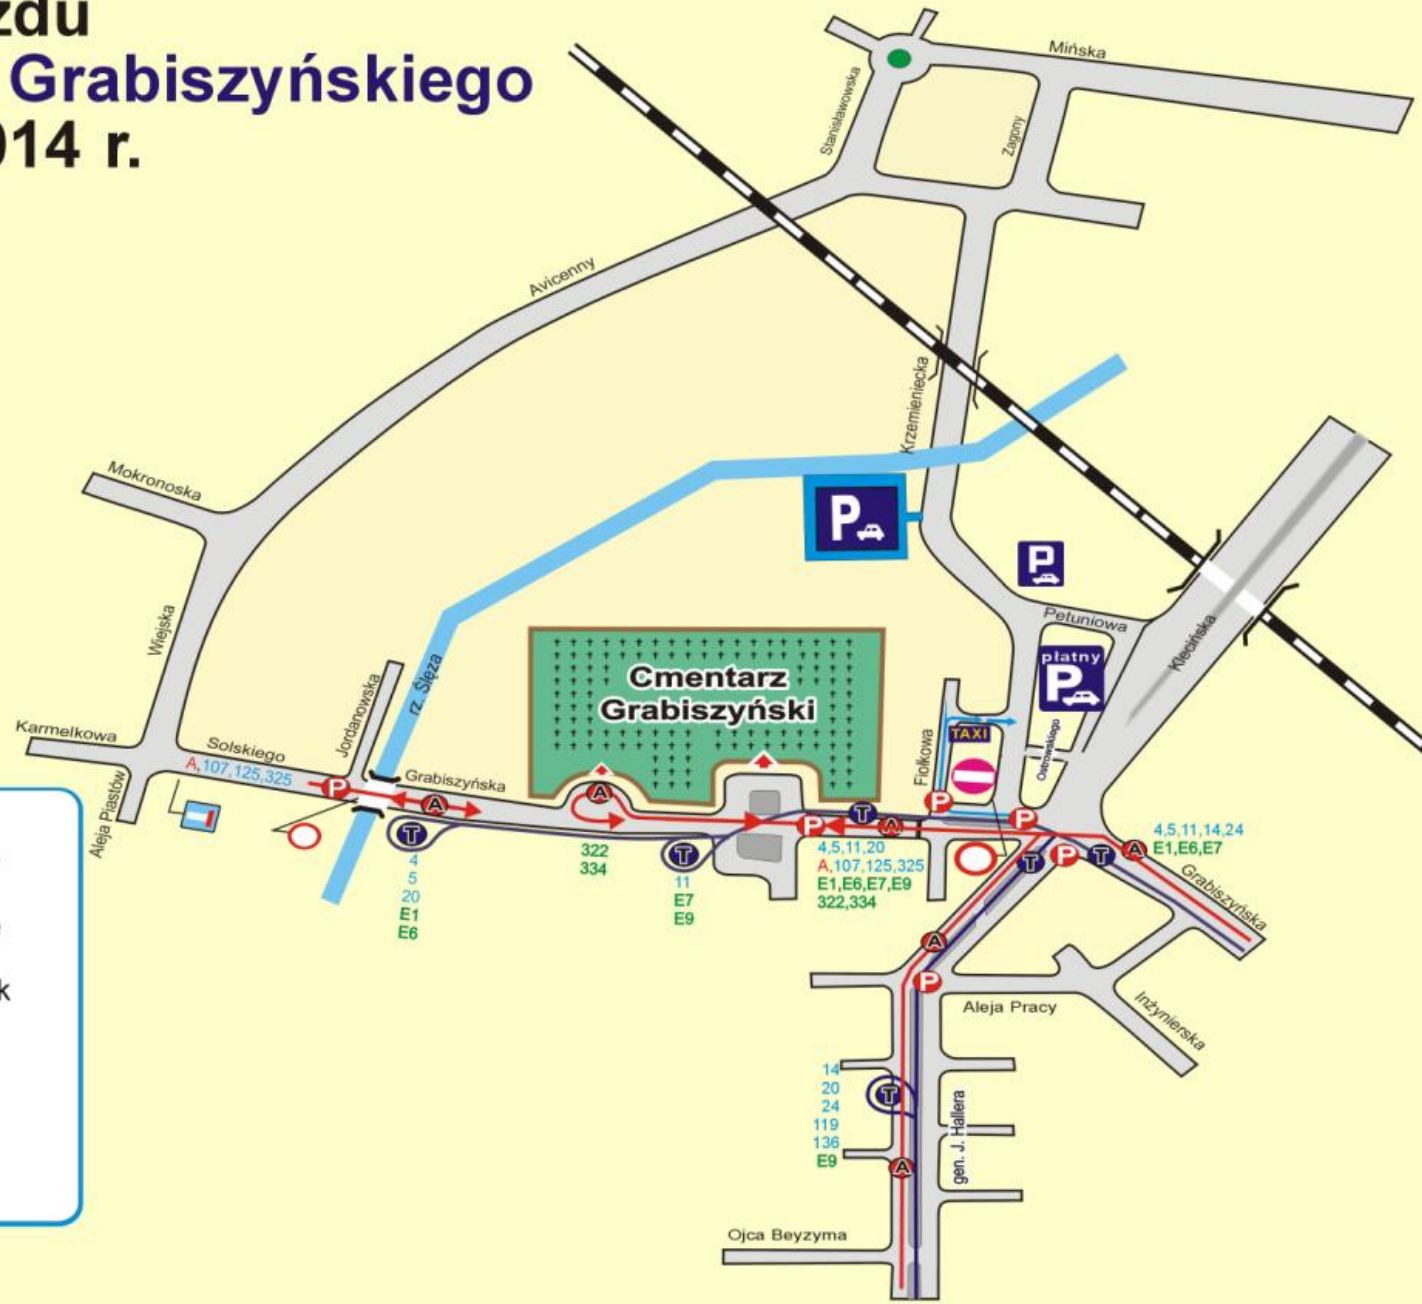 zdu
Grabiszyńskiego
014 r.
Mińska
Stanisławowska
Zagony
Avicenny
Krzemieniecka
Mokronoska
P
P
Wiejska
Petuniowa
Klecińska
płatny
P
rz. Ślęza
Cmentarz
Grabiszyński
Jordanowska
Karmelkowa
Solskiego
A,107,125,325
Grabiszyńska
Fiołkowa
TAXI
Ostrowskiego
Aleja Piastów
P
A
A
P
T
A
P
P
T
4
5
20
E1
E6
322
334
T
11
E7
E9
4,5,11,20
A,107,125,325
E1,E6,E7,E9
322,334
T
P
T
A
4,5,11,14,24
E1,E6,E7
Grabiszyńska
A
P
Aleja Pracy
Inżynierska
k
14
20
24
119
136
E9
T
A
gen. J. Hallera
Ojca Beyzyma